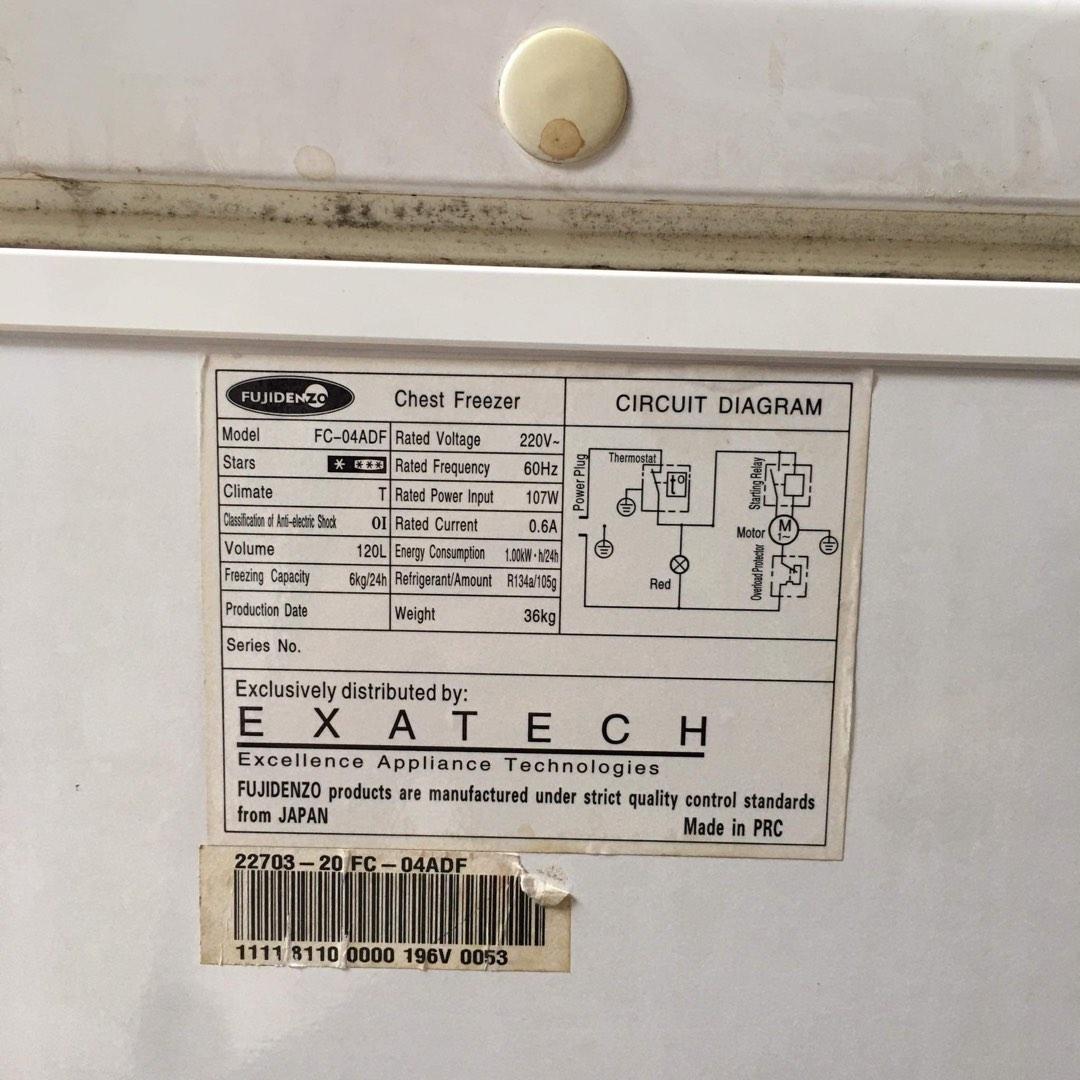 FUJIDENZO Chest Freezer
Model FC-04ADF
Stars * ***
Climate T
Classification of Anti-electric Shock 0I
Volume 120L
Freezing Capacity 6kg/24h
Production Date
Rated Voltage 220V~
Rated Frequency 60Hz
Rated Power Input 107W
Rated Current 0.6A
Energy Consumption 1.00kW·h/24h
Refrigerant/Amount R134a/105g
Weight 36kg
Series No.
CIRCUIT DIAGRAM
Power Plug
Thermostat
t°
Red
Starting Relay
Motor
M
1~
Overload Protector
Exclusively distributed by:
EXATECH
Excellence Appliance Technologies
FUJIDENZO products are manufactured under strict quality control standards
from JAPAN
Made in PRC
22703-20 FC-04ADF
1111 8110 0000 196V 0053